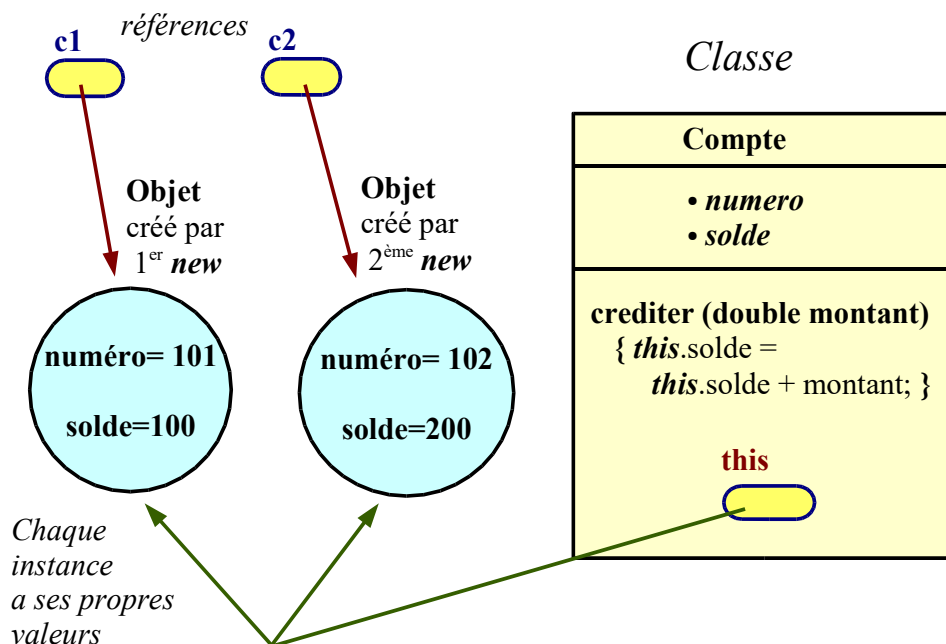 références
c1
c2
Objet
créé par
1er new
Objet
créé par
2ème new
numéro= 101
solde=100
numéro= 102
solde=200
Chaque
instance
a ses propres
valeurs
Classe
Compte
• numero
• solde
crediter (double montant)
{ this.solde =
this.solde + montant; }
this